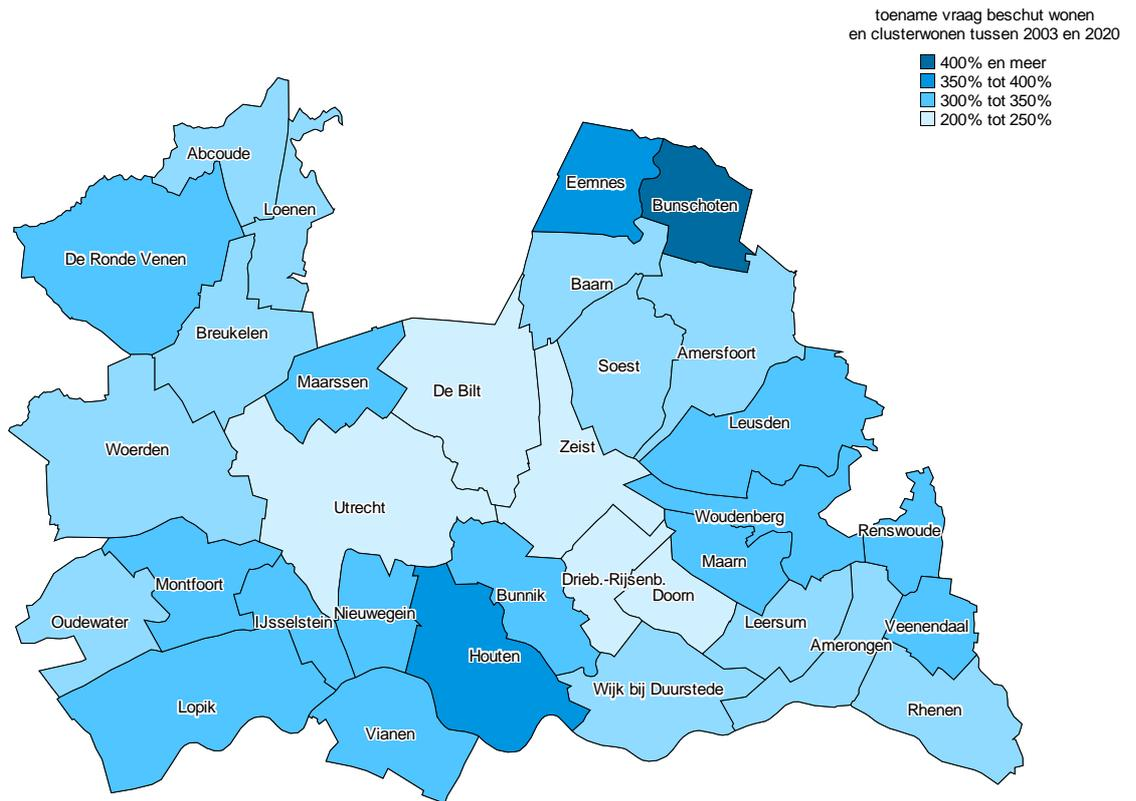 toename vraag beschut wonen
en clusterwonen tussen 2003 en 2020
400% en meer
350% tot 400%
300% tot 350%
200% tot 250%
Abcoude
Eemnes
Bunschoten
Loenen
De Ronde Venen
Baarn
Breukelen
Amersfoort
Soest
Maarssen
De Bilt
Leusden
Woerden
Zeist
Utrecht
Woudenberg
Renswoude
Maarn
Drieb.-Rijsenb.
Montfoort
Bunnik
Doorn
Nieuwegein
Oudewater
IJsselstein
Leersum
Veenendaal
Amerongen
Houten
Wijk bij Duurstede
Lopik
Rhenen
Vianen